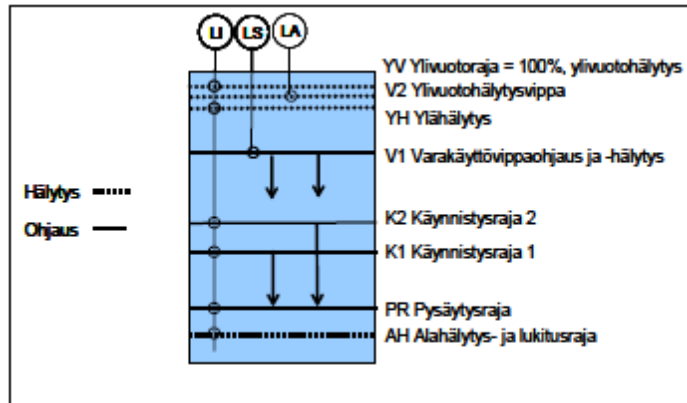 LI LS LA
YV Ylivuotoraja = 100%, ylivuotohälytys
V2 Ylivuotohälytysvippa
YH Ylähälytys
V1 Varakäyttövippaohjaus ja -hälytys
Hälytys
K2 Käynnistysraja 2
Ohjaus
K1 Käynnistysraja 1
PR Pysäytysraja
AH Alahälytys- ja lukitusraja